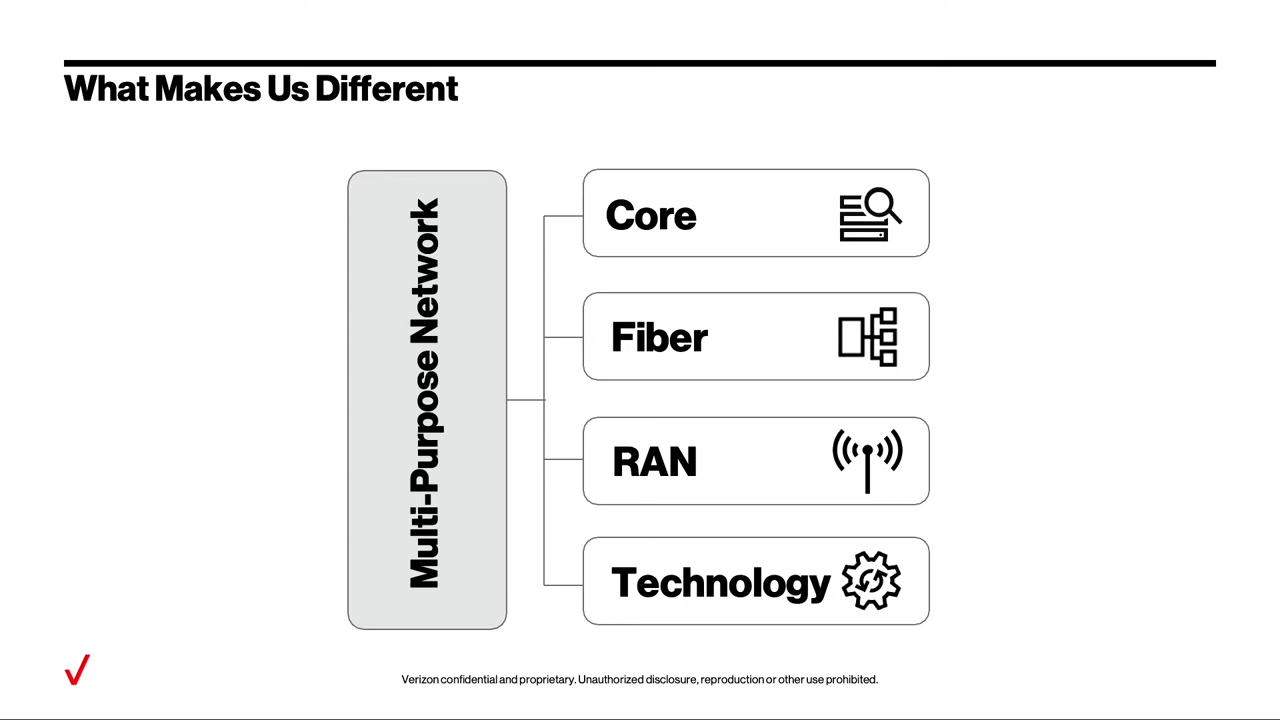 What Makes Us Different
Multi-Purpose Network
Core
Fiber
RAN
Technology
Verizon confidential and proprietary. Unauthorized disclosure, reproduction or other use prohibited.